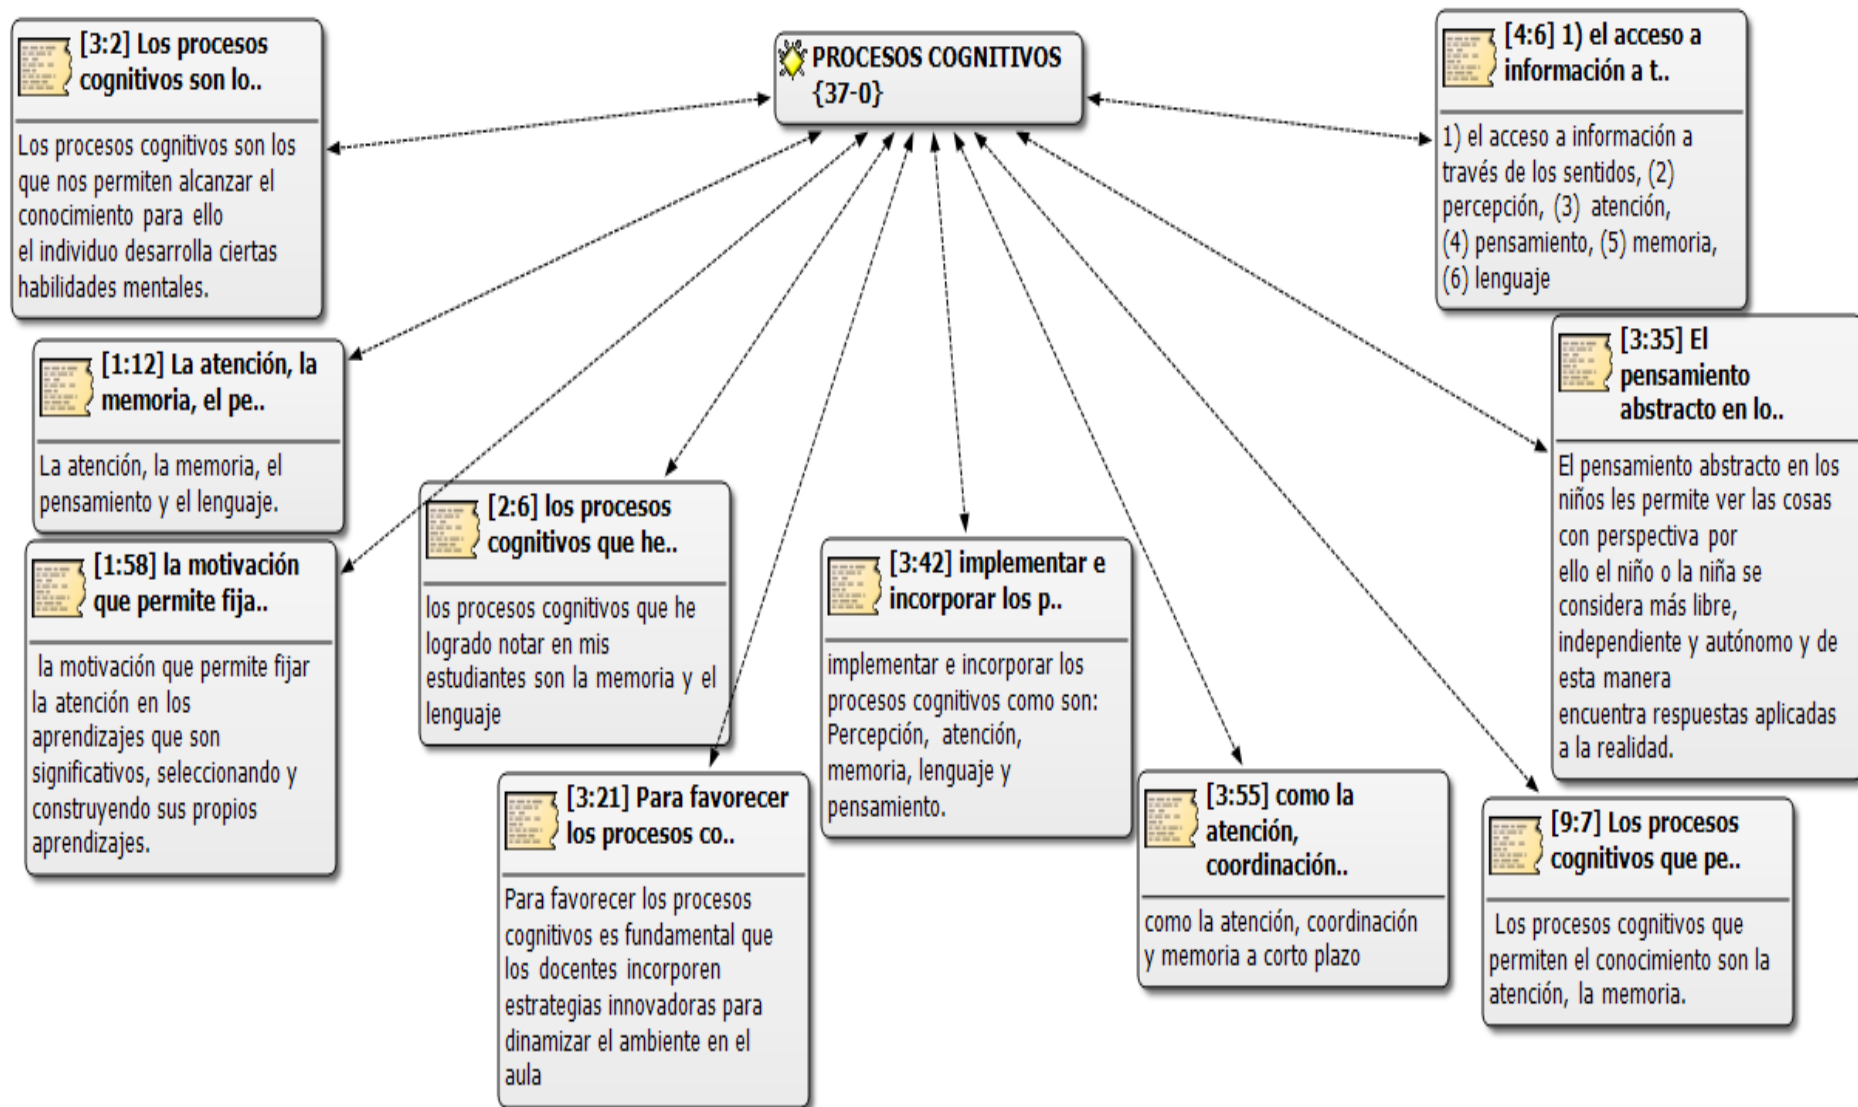 [3:2] Los procesos
cognitivos son lo..
Los procesos cognitivos son los
que nos permiten alcanzar el
conocimiento para ello
el individuo desarrolla ciertas
habilidades mentales.
PROCESOS COGNITIVOS
{37-0}
[4:6] 1) el acceso a
información a t..
1) el acceso a información a
través de los sentidos, (2)
percepción, (3) atención,
(4) pensamiento, (5) memoria,
(6) lenguaje
[1:12] La atención, la
memoria, el pe..
La atención, la memoria, el
pensamiento y el lenguaje.
[3:35] El
pensamiento
abstracto en lo..
El pensamiento abstracto en los
niños les permite ver las cosas
con perspectiva por
ello el niño o la niña se
considera más libre,
independiente y autónomo y de
esta manera
encuentra respuestas aplicadas
a la realidad.
[1:58] la motivación
que permite fija..
la motivación que permite fijar
la atención en los
aprendizajes que son
significativos, seleccionando y
construyendo sus propios
aprendizajes.
[2:6] los procesos
cognitivos que he..
los procesos cognitivos que he
logrado notar en mis
estudiantes son la memoria y el
lenguaje
[3:42] implementar e
incorporar los p..
implementar e incorporar los
procesos cognitivos como son:
Percepción, atención,
memoria, lenguaje y
pensamiento.
[3:21] Para favorecer
los procesos co..
Para favorecer los procesos
cognitivos es fundamental que
los docentes incorporen
estrategias innovadoras para
dinamizar el ambiente en el
aula
[3:55] como la
atención,
coordinación..
como la atención, coordinación
y memoria a corto plazo
[9:7] Los procesos
cognitivos que pe..
Los procesos cognitivos que
permiten el conocimiento son la
atención, la memoria.